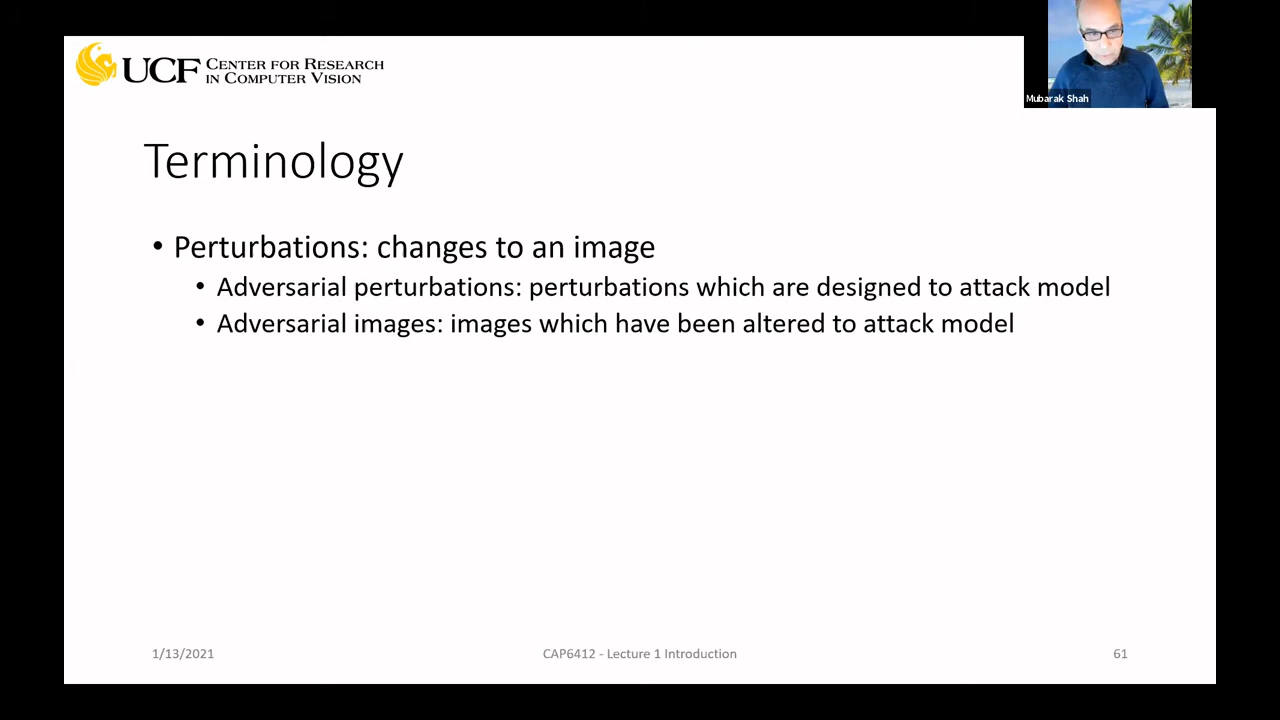 UCF CENTER FOR RESEARCH
IN COMPUTER VISION
Mubarak Shah
Terminology
• Perturbations: changes to an image
• Adversarial perturbations: perturbations which are designed to attack model
• Adversarial images: images which have been altered to attack model
1/13/2021
CAP6412 - Lecture 1 Introduction
61